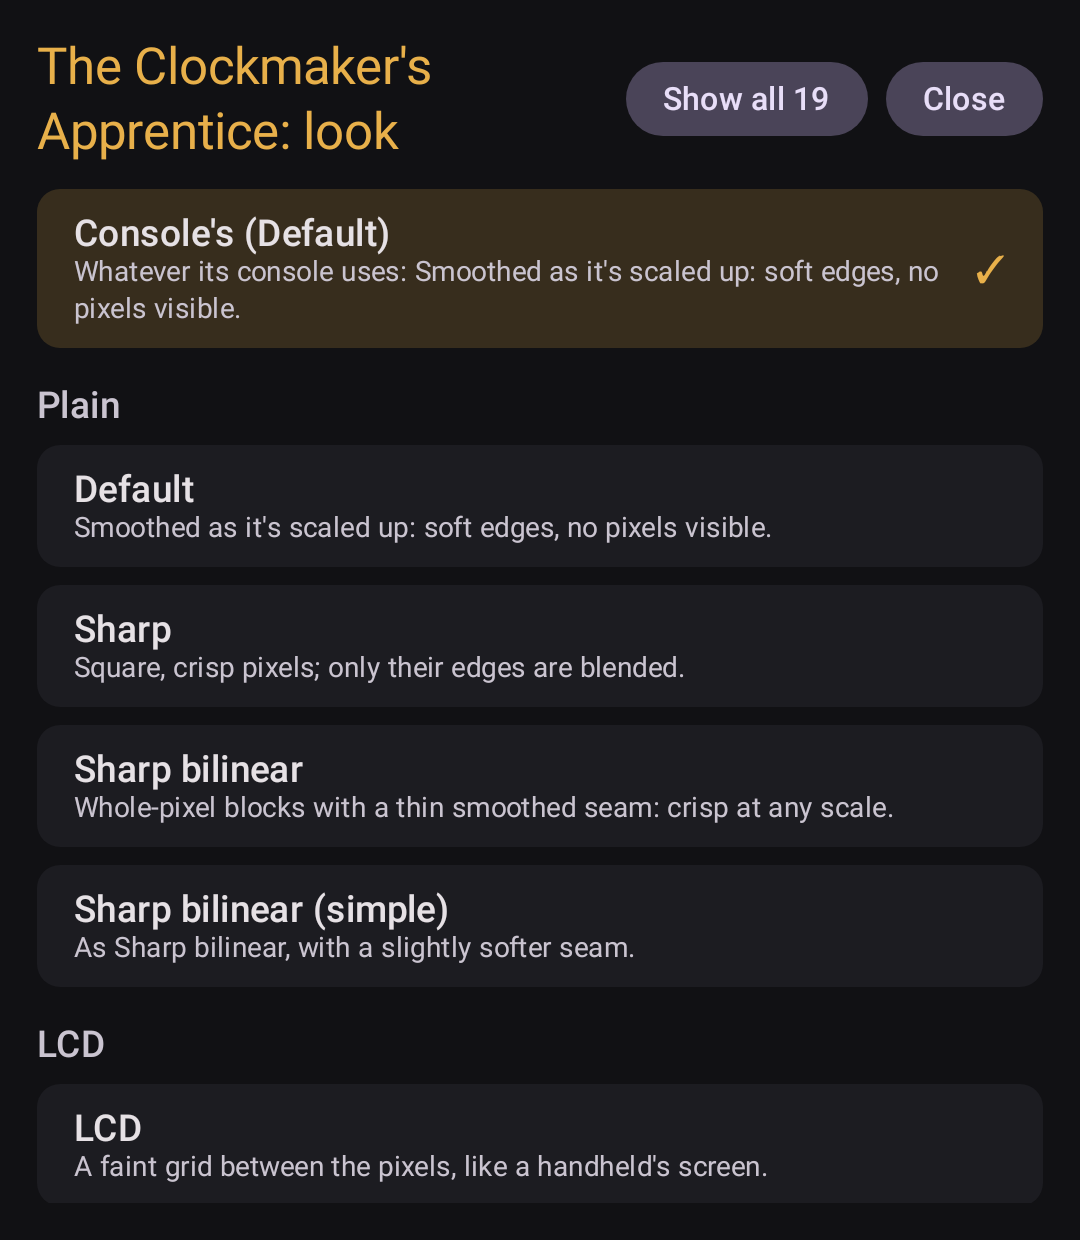 The Clockmaker's
Apprentice: look
Show all 19
Close
Console's (Default)
Whatever its console uses: Smoothed as it's scaled up: soft edges, no
pixels visible.
✓
Plain
Default
Smoothed as it's scaled up: soft edges, no pixels visible.
Sharp
Square, crisp pixels; only their edges are blended.
Sharp bilinear
Whole-pixel blocks with a thin smoothed seam: crisp at any scale.
Sharp bilinear (simple)
As Sharp bilinear, with a slightly softer seam.
LCD
LCD
A faint grid between the pixels, like a handheld's screen.